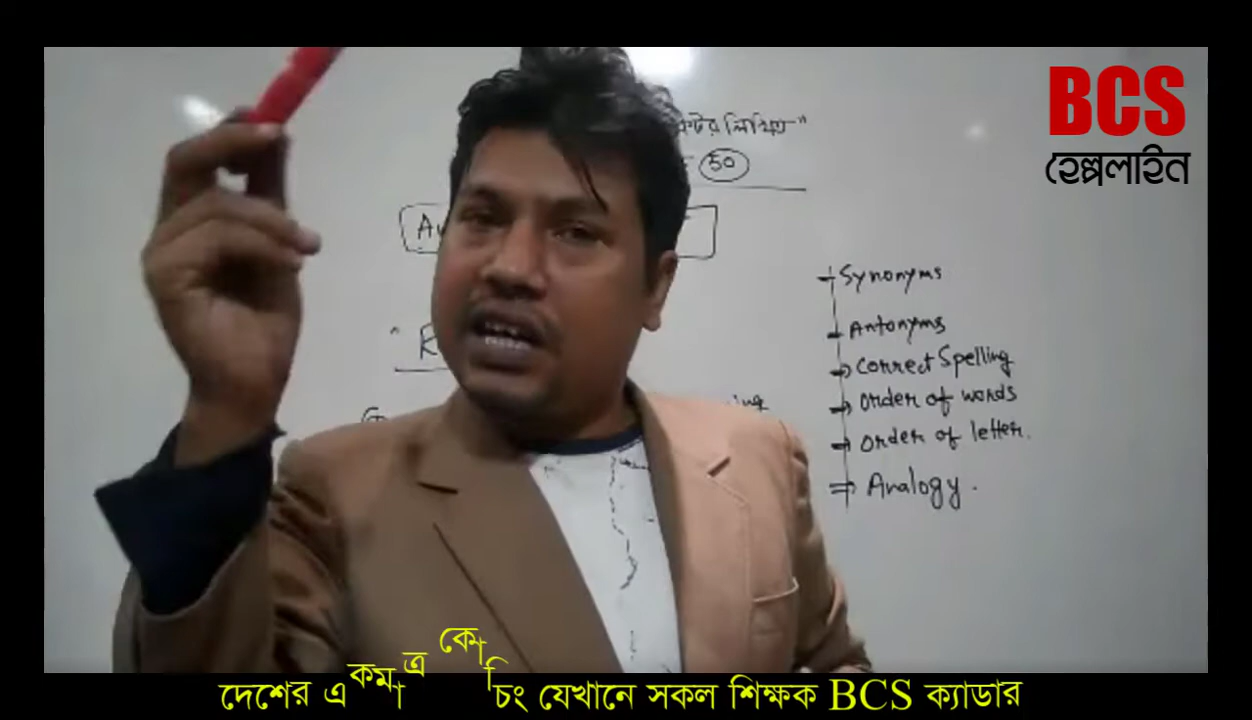 BCS
হেল্পলাইন
50
Synonyms
Antonyms
Correct Spelling
Order of words
Order of letter.
Analogy.
দেশের একমাত্র কোচিং যেখানে সকল শিক্ষক BCS ক্যাডার